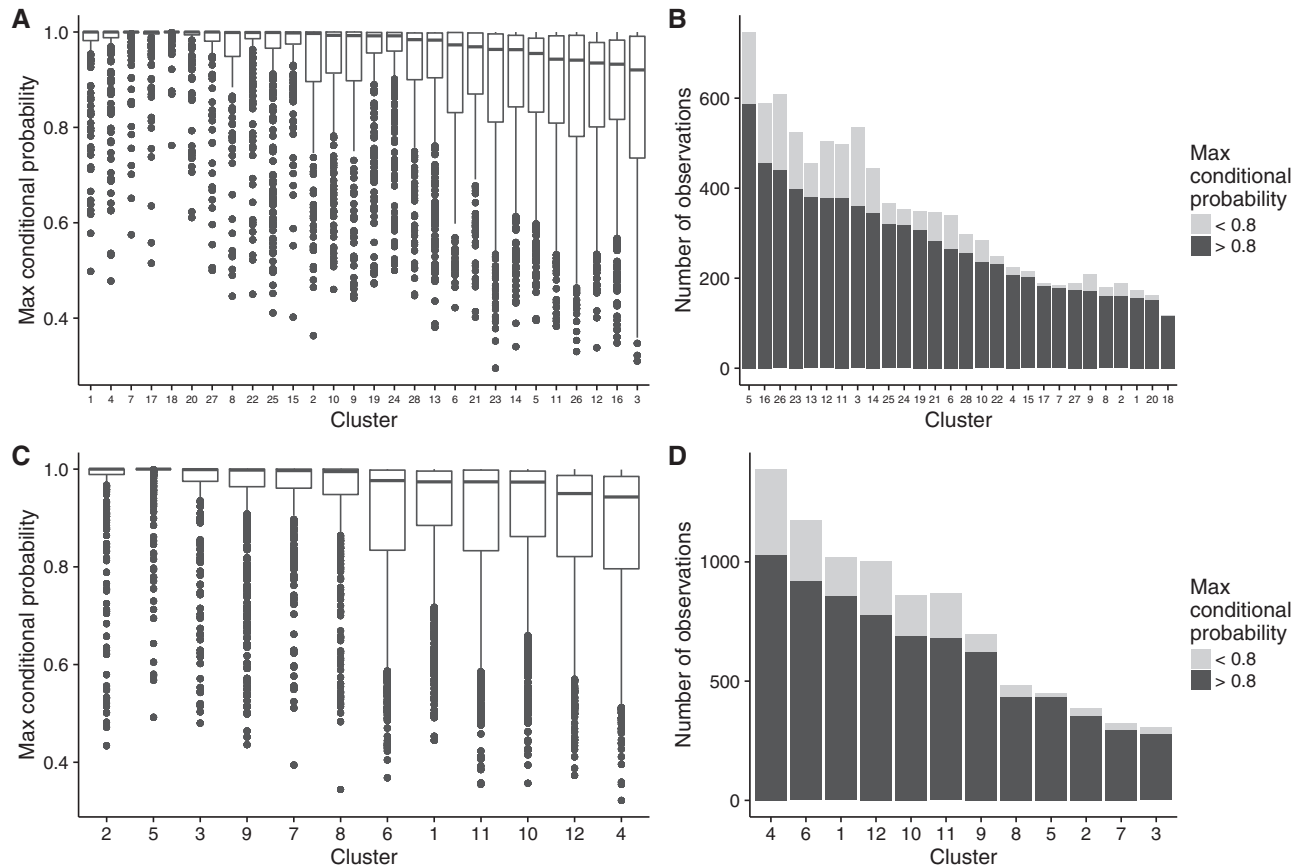 A
Max conditional probability
1.0
0.8
0.6
0.4
1 4 7 17 18 20 27 8 22 25 15 2 10 9 19 24 28 13 6 21 23 14 5 11 26 12 16 3
Cluster
B
Number of observations
600
400
200
0
5 16 26 23 13 12 11 3 14 25 24 19 21 6 28 10 22 4 15 17 7 27 9 8 2 1 20 18
Cluster
Max
conditional
probability
< 0.8
> 0.8
C
Max conditional probability
1.0
0.8
0.6
0.4
2 5 3 9 7 8 6 1 11 10 12 4
Cluster
D
Number of observations
1000
500
0
4 6 1 12 10 11 9 8 5 2 7 3
Cluster
Max
conditional
probability
< 0.8
> 0.8